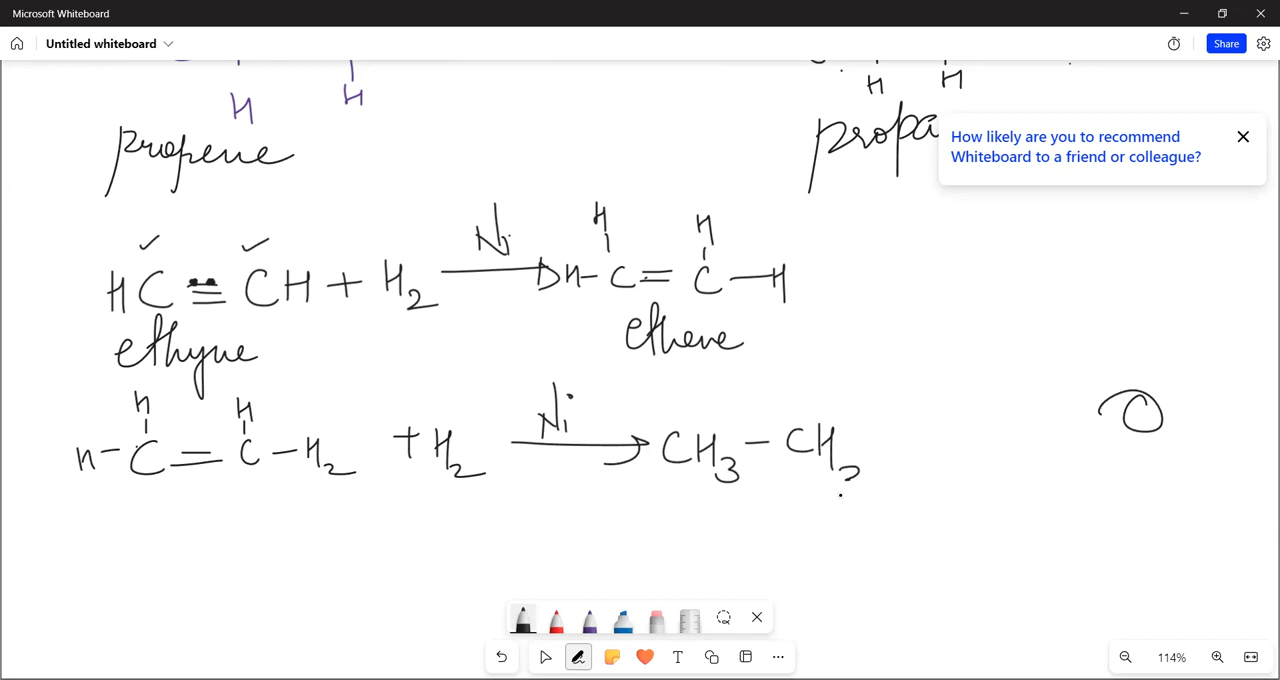 Microsoft Whiteboard
Untitled whiteboard
Share
H H
H H
propene
propa
How likely are you to recommend
Whiteboard to a friend or colleague?
Ni
H H
HC ≡ CH + H2 → H- C = C - H
ethyne
ethene
H H
Ni
H - C = C - H2 + H2 → CH3 - CH3
114%